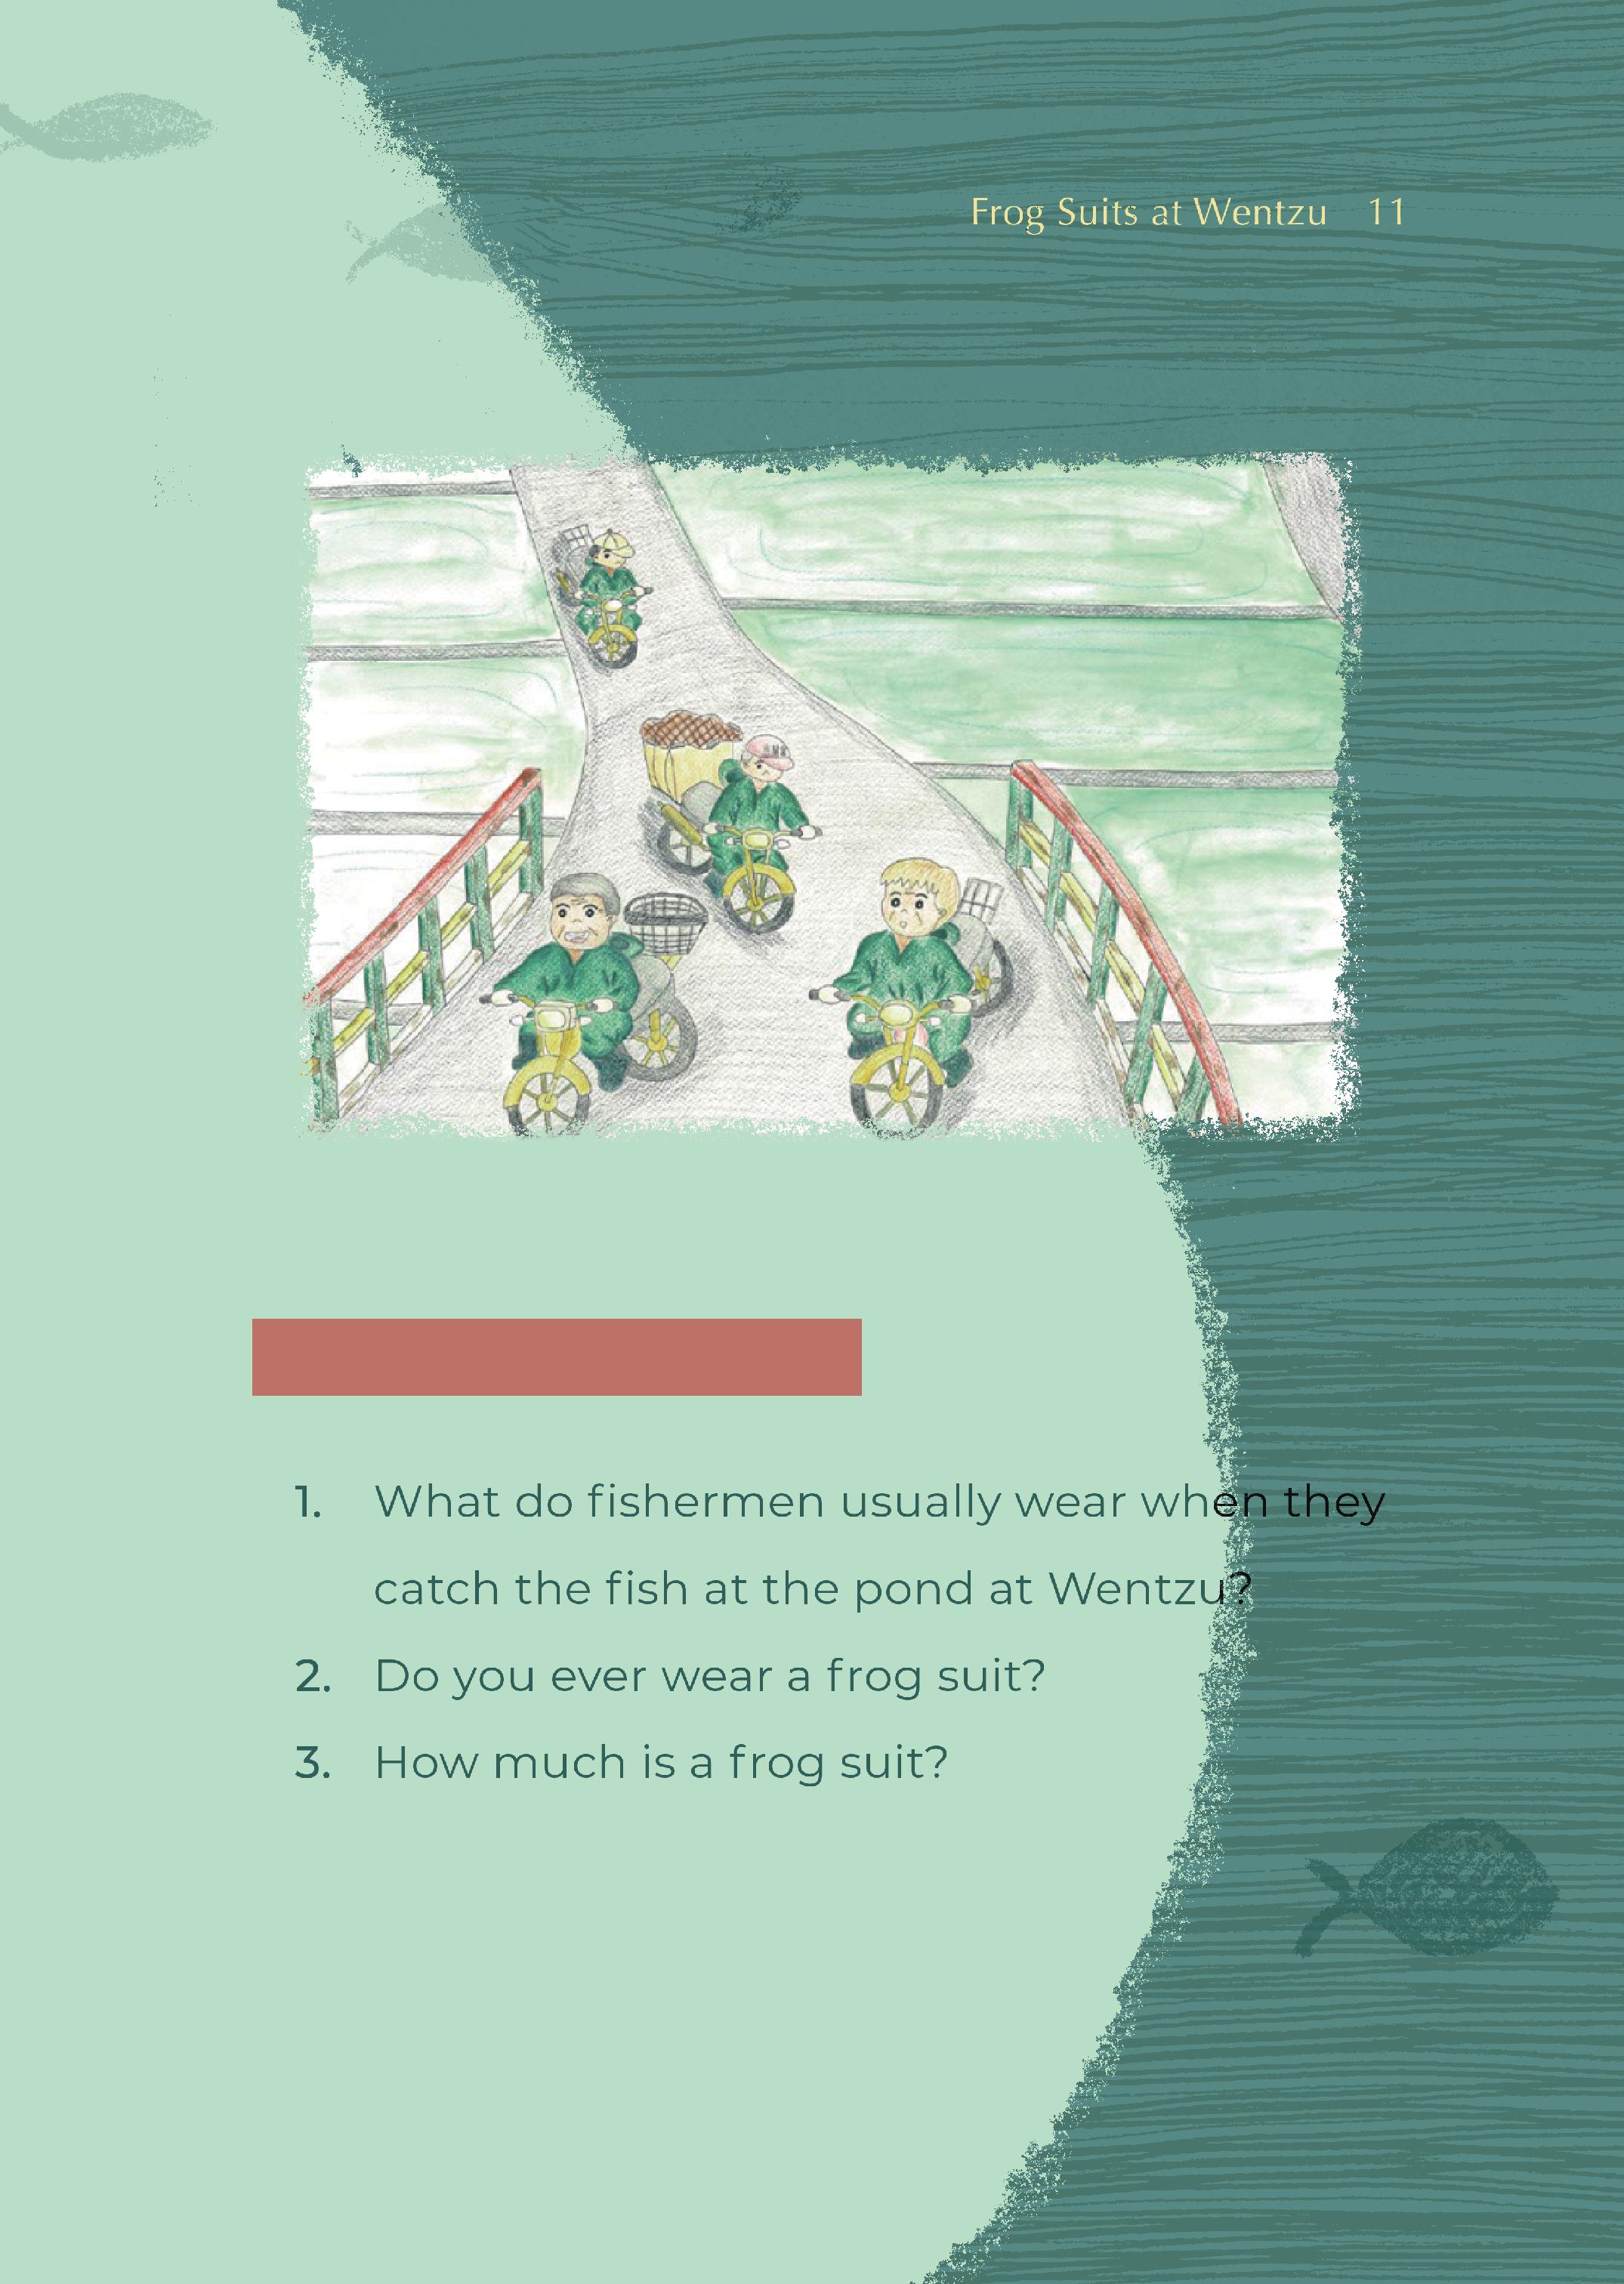 Frog Suits at Wentzu 11
1. What do fishermen usually wear when they
catch the fish at the pond at Wentzu?
2. Do you ever wear a frog suit?
3. How much is a frog suit?